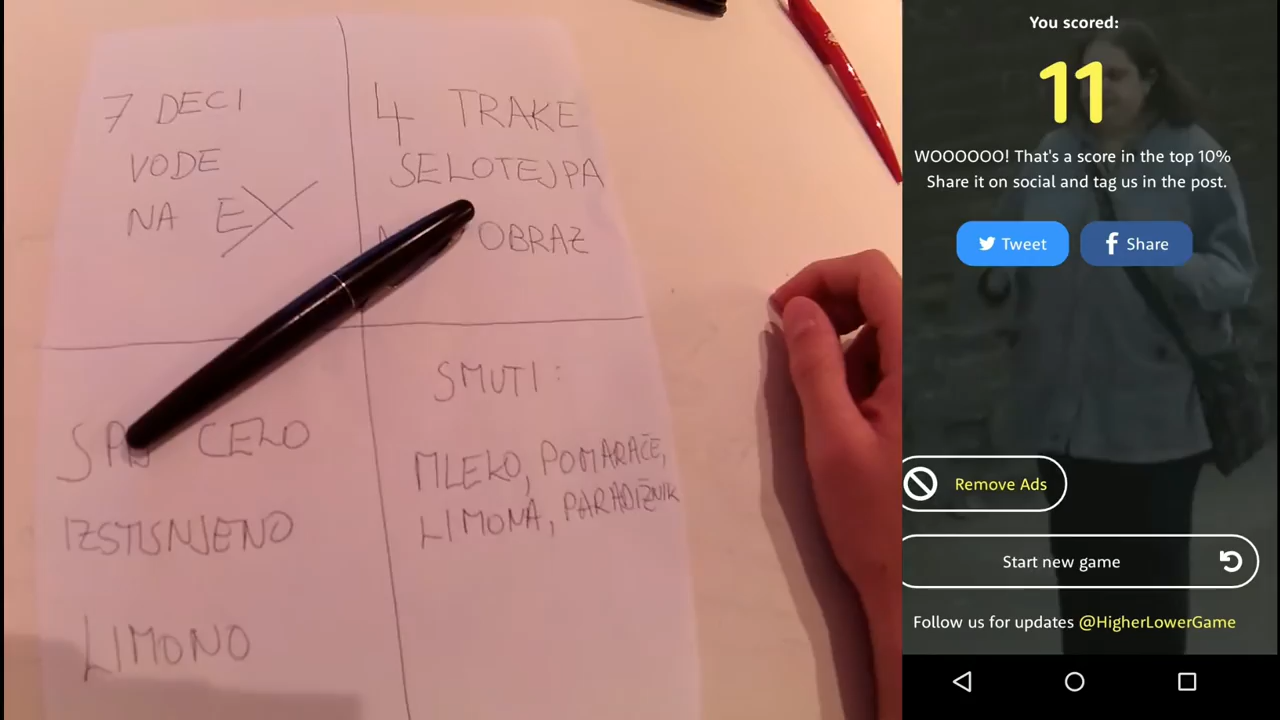 7 DECI
VODE
NA EX
4 TRAKE
SELOTEJPA
OBRAZ
CELO
IZSTISNJENO
LIMONO
SMUTI:
MLEKO, POMARAČE,
LIMONA, PARADIŽNIK
You scored:
11
WOOOOOO! That's a score in the top 10%
Share it on social and tag us in the post.
Tweet
Share
Remove Ads
Start new game
Follow us for updates @HigherLowerGame